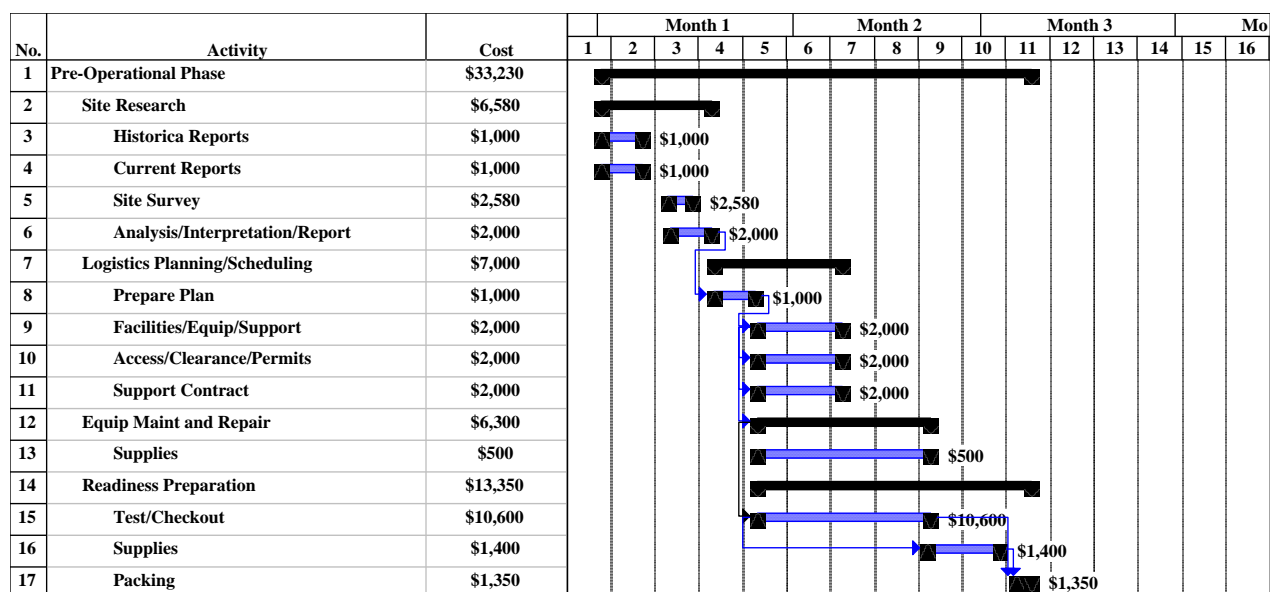 Month 1 Month 2 Month 3 Mo
No. Activity Cost 1 2 3 4 5 6 7 8 9 10 11 12 13 14 15 16
1 Pre-Operational Phase $33,230
2 Site Research $6,580
3 Historica Reports $1,000 $1,000
4 Current Reports $1,000 $1,000
5 Site Survey $2,580 $2,580
6 Analysis/Interpretation/Report $2,000 $2,000
7 Logistics Planning/Scheduling $7,000
8 Prepare Plan $1,000 $1,000
9 Facilities/Equip/Support $2,000 $2,000
10 Access/Clearance/Permits $2,000 $2,000
11 Support Contract $2,000 $2,000
12 Equip Maint and Repair $6,300
13 Supplies $500 $500
14 Readiness Preparation $13,350
15 Test/Checkout $10,600 $10,600
16 Supplies $1,400 $1,400
17 Packing $1,350 $1,350